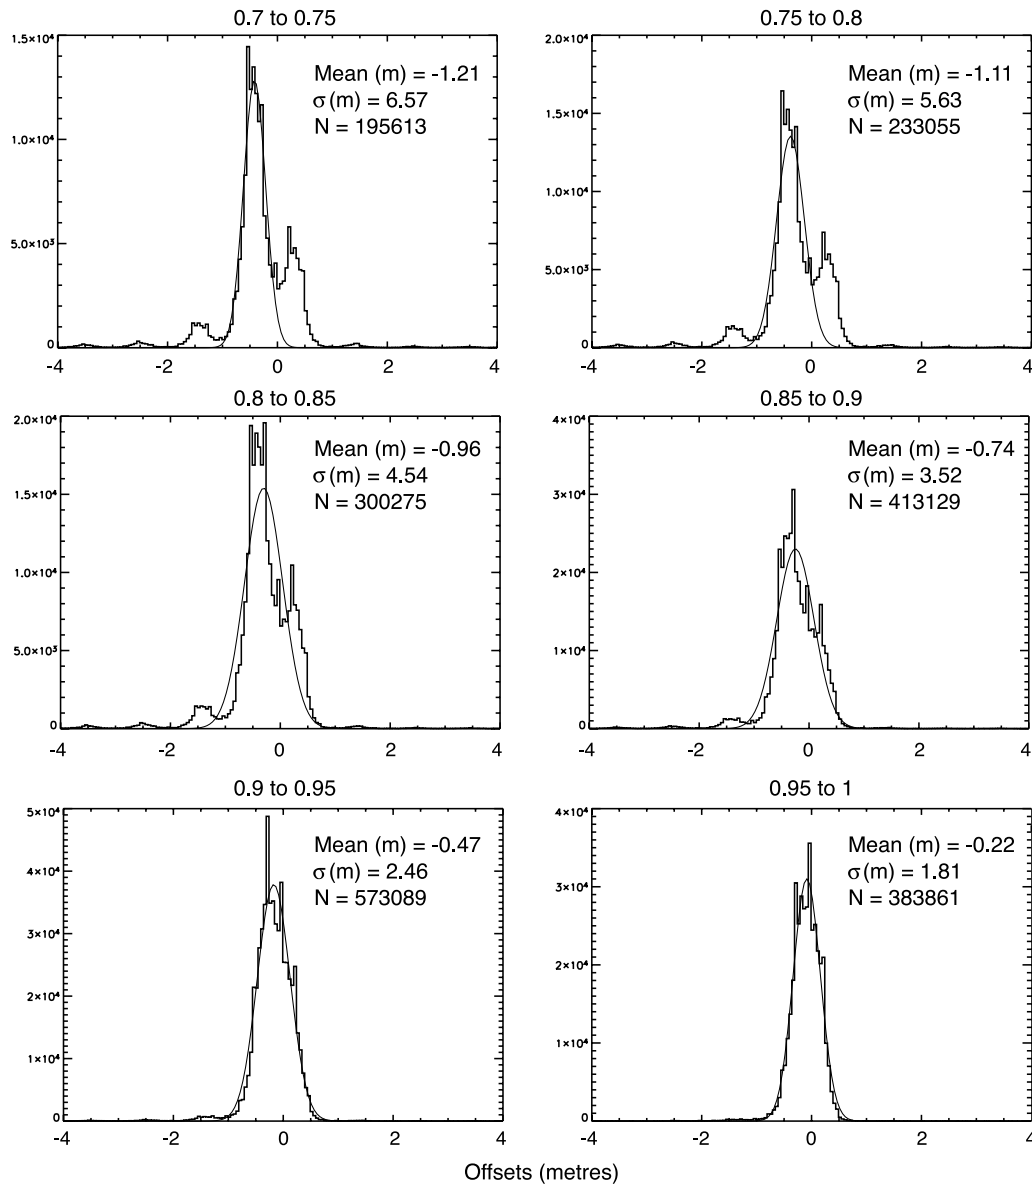 0.7 to 0.75
1.5×10⁴
1.0×10⁴
5.0×10³
0
Mean (m) = -1.21
σ(m) = 6.57
N = 195613
-4 -2 0 2 4
0.75 to 0.8
2.0×10⁴
1.5×10⁴
1.0×10⁴
5.0×10³
0
Mean (m) = -1.11
σ(m) = 5.63
N = 233055
-4 -2 0 2 4
0.8 to 0.85
2.0×10⁴
1.5×10⁴
1.0×10⁴
5.0×10³
0
Mean (m) = -0.96
σ(m) = 4.54
N = 300275
-4 -2 0 2 4
0.85 to 0.9
4×10⁴
3×10⁴
2×10⁴
1×10⁴
0
Mean (m) = -0.74
σ(m) = 3.52
N = 413129
-4 -2 0 2 4
0.9 to 0.95
5×10⁴
4×10⁴
3×10⁴
2×10⁴
1×10⁴
0
Mean (m) = -0.47
σ(m) = 2.46
N = 573089
-4 -2 0 2 4
0.95 to 1
4×10⁴
3×10⁴
2×10⁴
1×10⁴
0
Mean (m) = -0.22
σ(m) = 1.81
N = 383861
-4 -2 0 2 4
Offsets (metres)